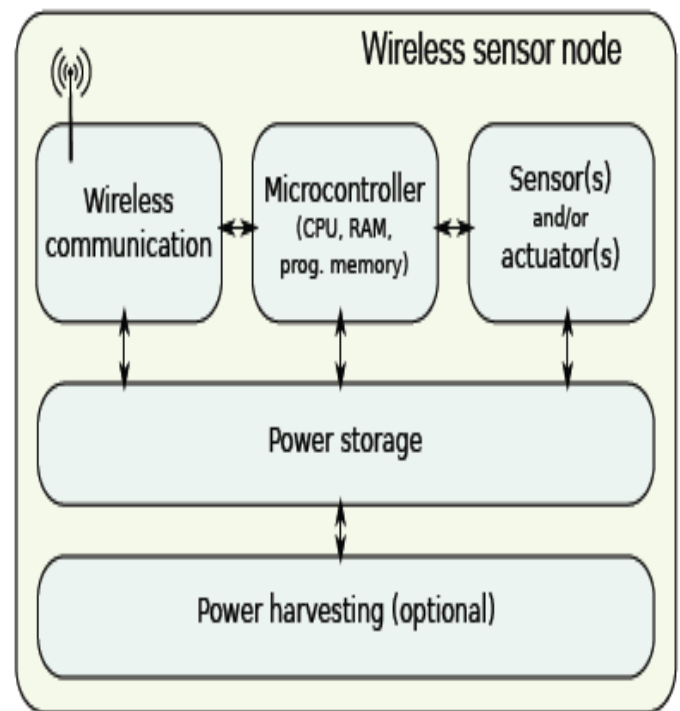 Wireless sensor node
Wireless
communication
Microcontroller
(CPU, RAM,
prog. memory)
Sensor(s)
and/or
actuator(s)
Power storage
Power harvesting (optional)